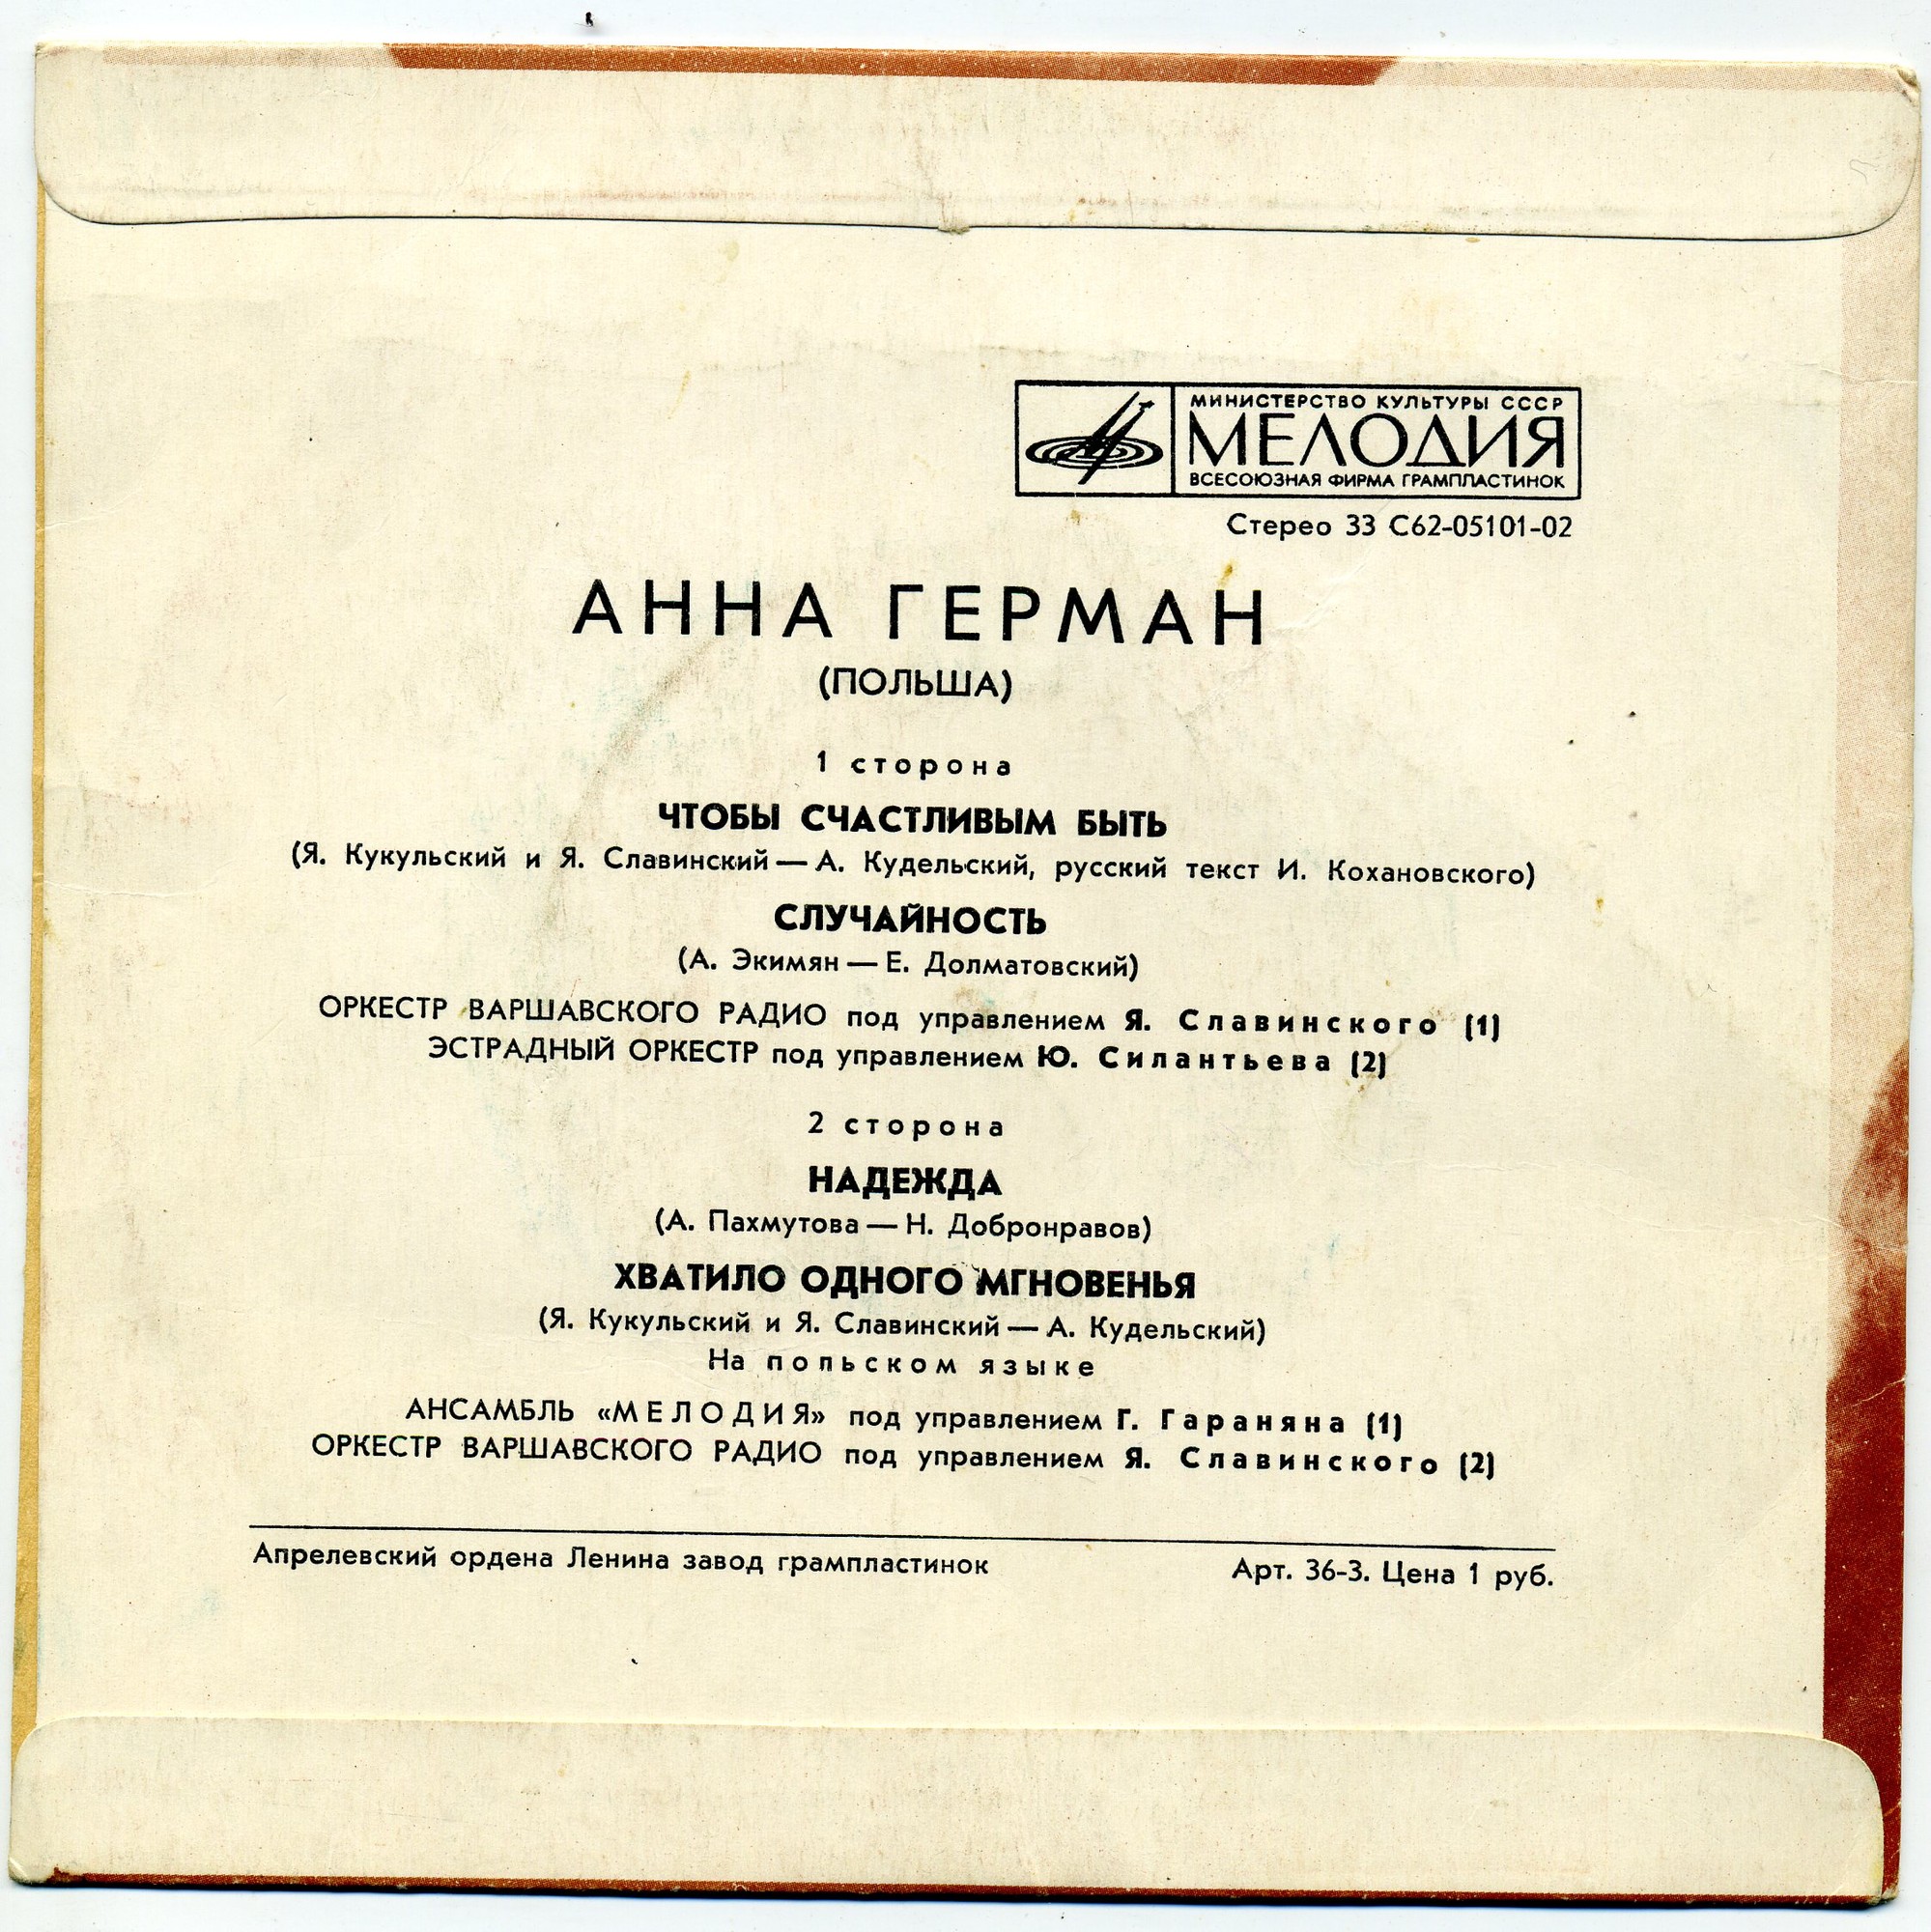 МИНИСТЕРСТВО КУЛЬТУРЫ СССР
МЕЛОДИЯ
ВСЕСОЮЗНАЯ ФИРМА ГРАМПЛАСТИНОК
Стерео 33 С62-05101-02
АННА ГЕРМАН
(ПОЛЬША)
1 сторона
ЧТОБЫ СЧАСТЛИВЫМ БЫТЬ
(Я. Кукульский и Я. Славинский — А. Кудельский, русский текст И. Кохановского)
СЛУЧАЙНОСТЬ
(А. Экимян — Е. Долматовский)
ОРКЕСТР ВАРШАВСКОГО РАДИО под управлением Я. Славинского (1)
ЭСТРАДНЫЙ ОРКЕСТР под управлением Ю. Силантьева (2)
2 сторона
НАДЕЖДА
(А. Пахмутова — Н. Добронравов)
ХВАТИЛО ОДНОГО МГНОВЕНЬЯ
(Я. Кукульский и Я. Славинский — А. Кудельский)
На польском языке
АНСАМБЛЬ «МЕЛОДИЯ» под управлением Г. Гараняна (1)
ОРКЕСТР ВАРШАВСКОГО РАДИО под управлением Я. Славинского (2)
Апрелевский ордена Ленина завод грампластинок
Арт. 36-3. Цена 1 руб.